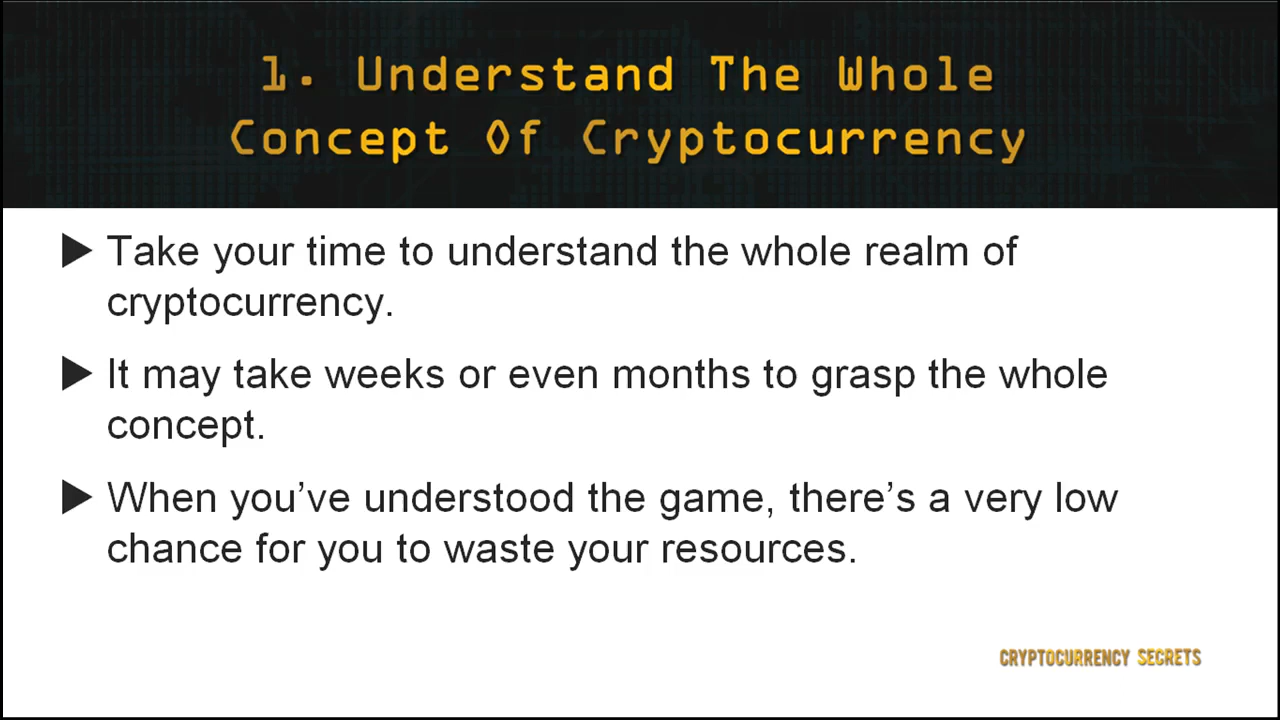 1. Understand The Whole
Concept Of Cryptocurrency
▶ Take your time to understand the whole realm of
cryptocurrency.
▶ It may take weeks or even months to grasp the whole
concept.
▶ When you’ve understood the game, there’s a very low
chance for you to waste your resources.
CRYPTOCURRENCY SECRETS